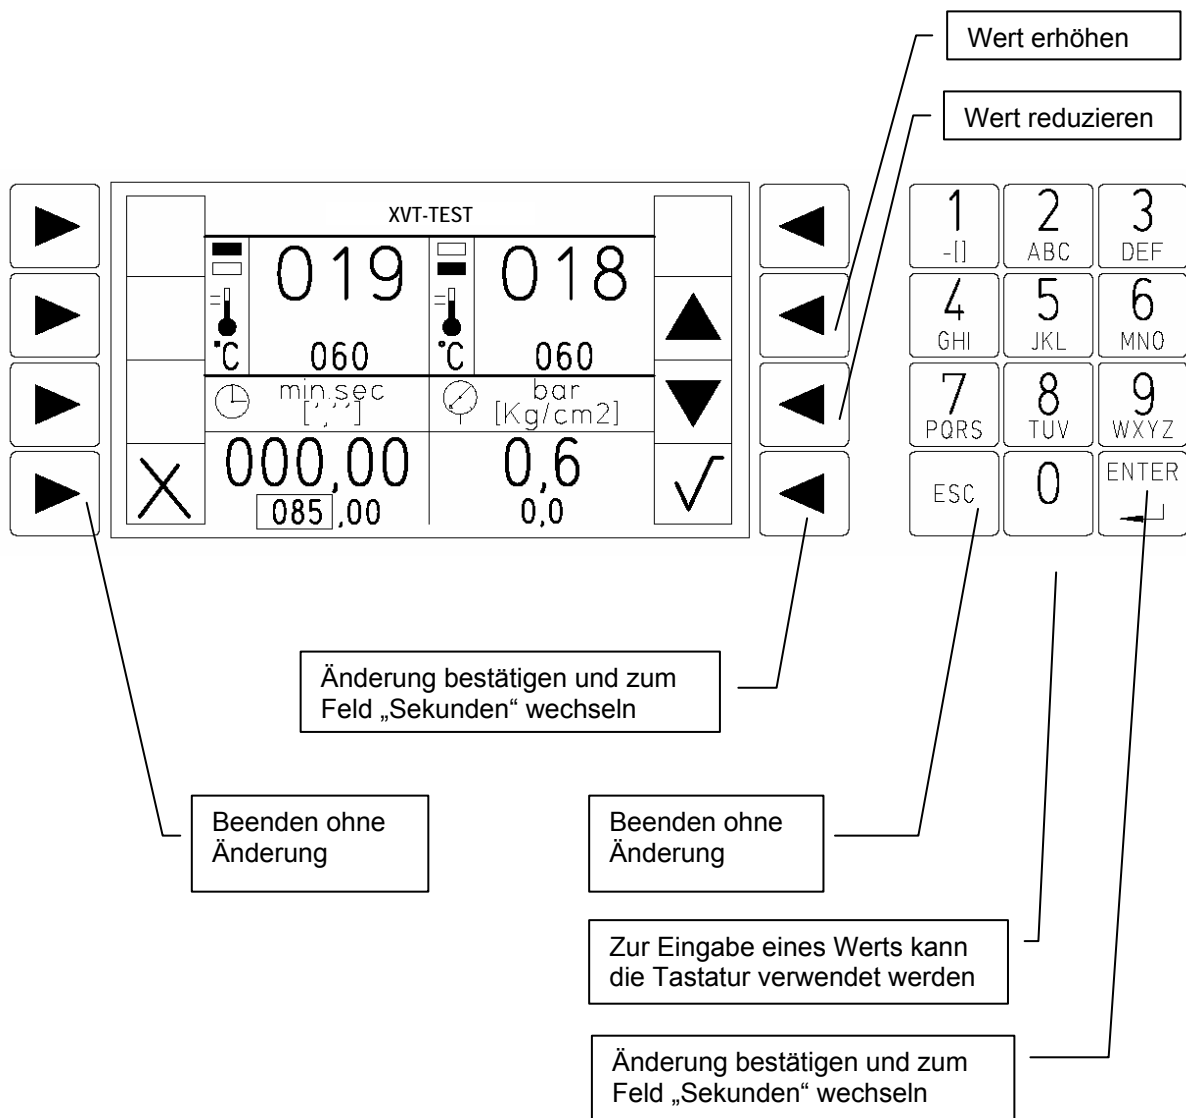 Wert erhöhen
Wert reduzieren
XVT-TEST
019 018
°C 060 °C 060
min.sec bar
[',''] [Kg/cm2]
000,00 0,6
085,00 0,0
1 2 3
-[] ABC DEF
4 5 6
GHI JKL MNO
7 8 9
PQRS TUV WXYZ
ESC 0 ENTER
Änderung bestätigen und zum
Feld „Sekunden“ wechseln
Beenden ohne
Änderung
Beenden ohne
Änderung
Zur Eingabe eines Werts kann
die Tastatur verwendet werden
Änderung bestätigen und zum
Feld „Sekunden“ wechseln